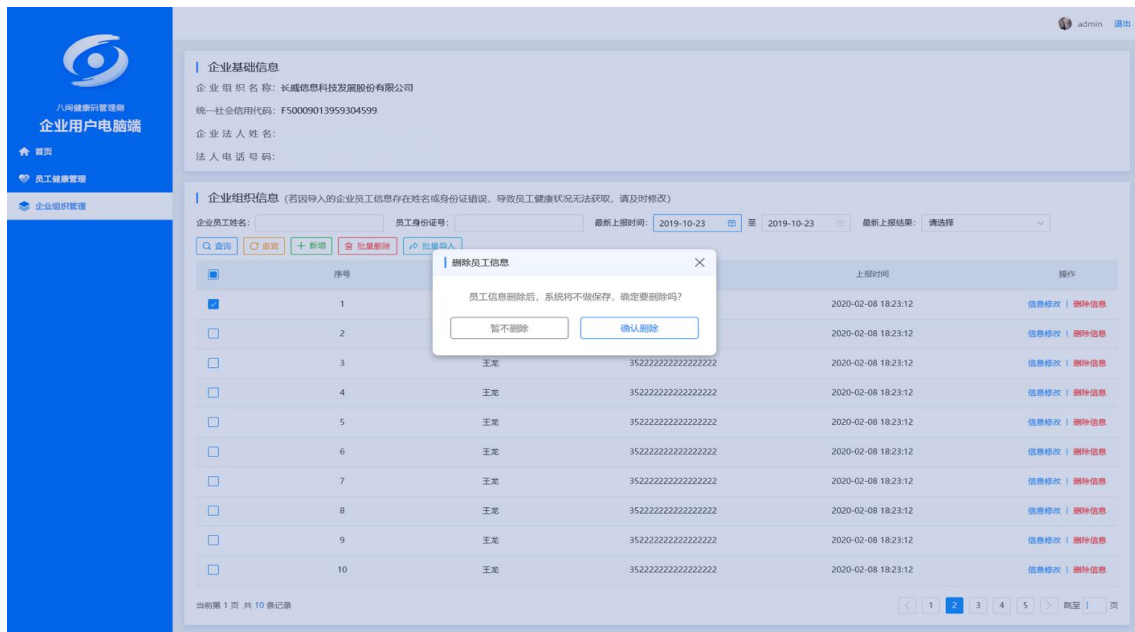 admin 退出
八闽健康码管理侧
企业用户电脑端
首页
员工健康管理
企业组织管理
企业基础信息
企业组织名称: 长威信息科技发展股份有限公司
统一社会信用代码: F50009013959304599
企业法人姓名:
法人电话号码:
企业组织信息 (若因导入的企业员工信息存在姓名或身份证错误，导致员工健康状况无法获取，请及时修改)
企业员工姓名: 员工身份证号: 最新上报时间: 2019-10-23 至 2019-10-23 最新上报结果: 请选择
查询 重置 新增 批量删除 批量导入
序号 上报时间 操作
删除员工信息
员工信息删除后，系统将不做保存，确定要删除吗？
暂不删除 确认删除
1 2020-02-08 18:23:12 信息修改 | 删除信息
2 2020-02-08 18:23:12 信息修改 | 删除信息
3 王龙 352222222222222222 2020-02-08 18:23:12 信息修改 | 删除信息
4 王龙 352222222222222222 2020-02-08 18:23:12 信息修改 | 删除信息
5 王龙 352222222222222222 2020-02-08 18:23:12 信息修改 | 删除信息
6 王龙 352222222222222222 2020-02-08 18:23:12 信息修改 | 删除信息
7 王龙 352222222222222222 2020-02-08 18:23:12 信息修改 | 删除信息
8 王龙 352222222222222222 2020-02-08 18:23:12 信息修改 | 删除信息
9 王龙 352222222222222222 2020-02-08 18:23:12 信息修改 | 删除信息
10 王龙 352222222222222222 2020-02-08 18:23:12 信息修改 | 删除信息
当前第 1 页 共 10 条记录
1 2 3 4 5 跳至 页